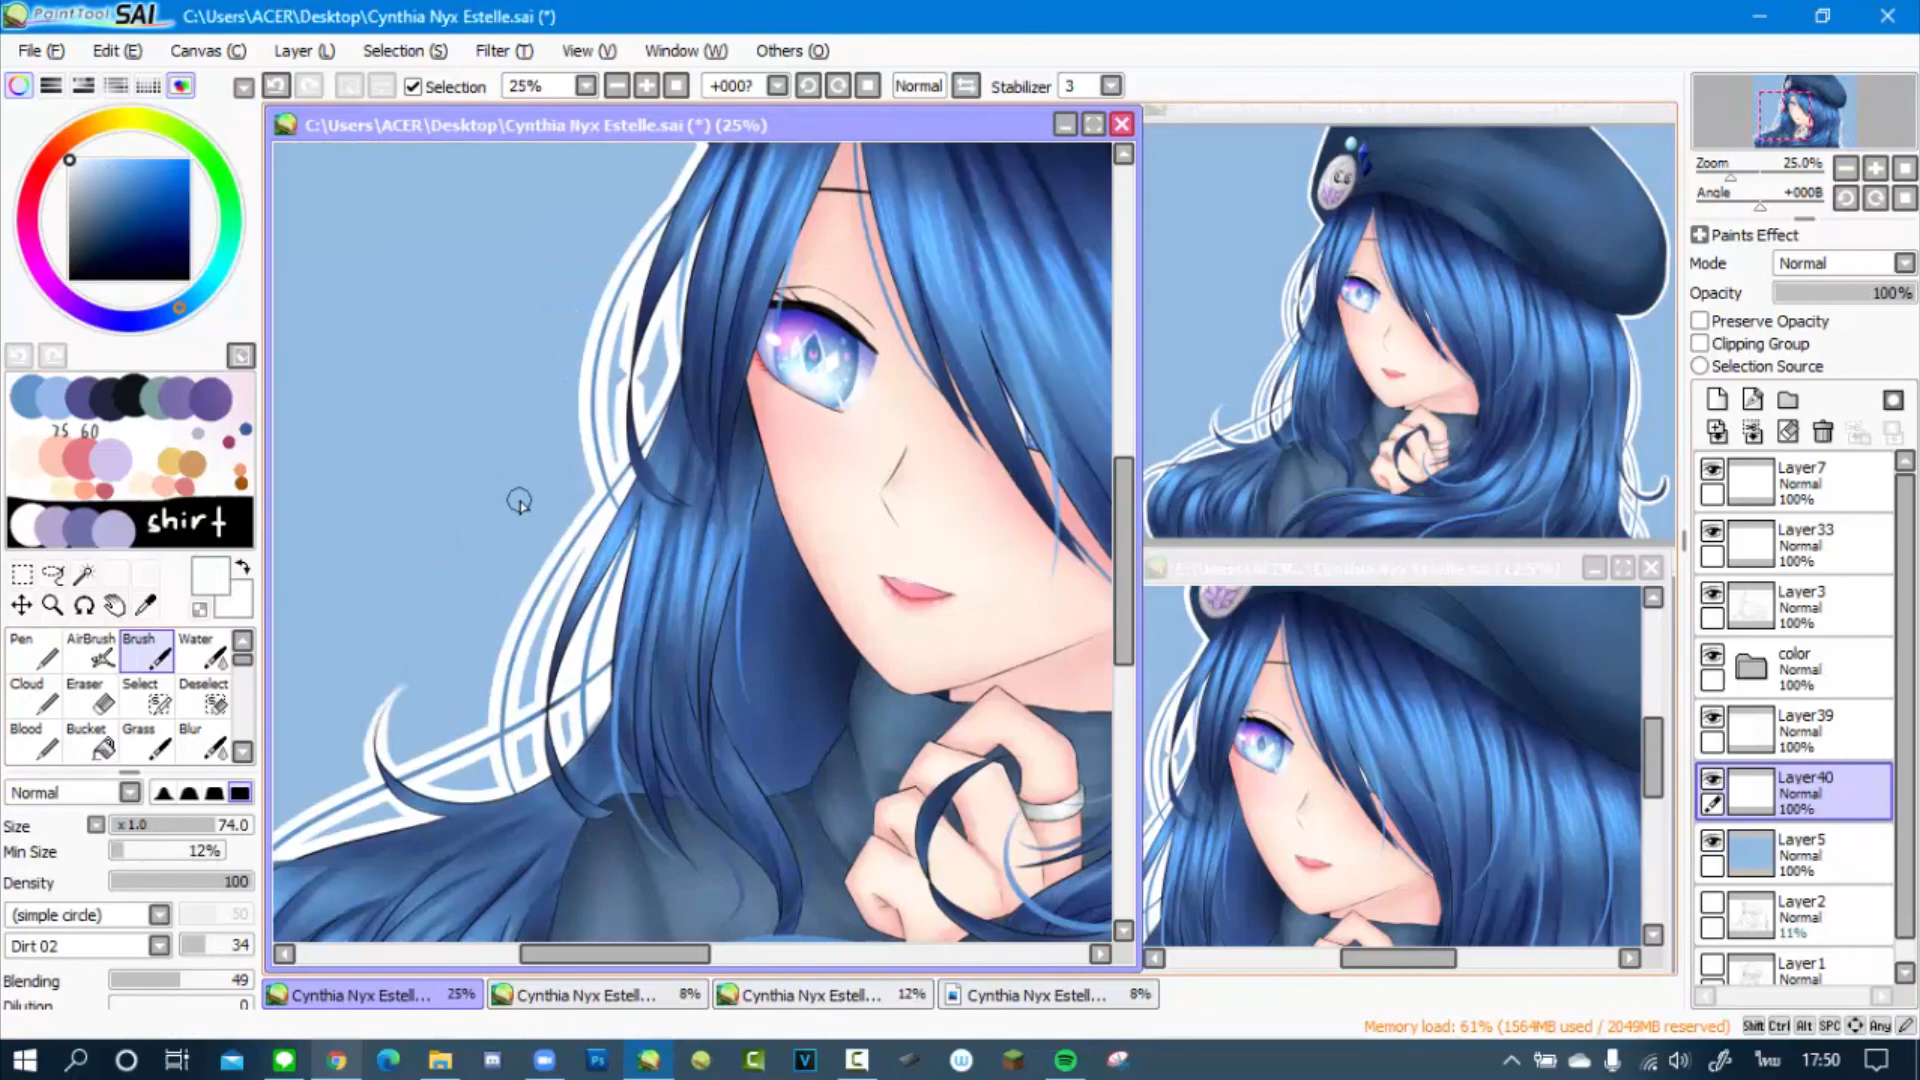 PaintTool SAI C:\Users\ACER\Desktop\Cynthia Nyx Estelle.sai (*)
File (F) Edit (E) Canvas (C) Layer (L) Selection (S) Filter (T) View (V) Window (W) Others (O)
Selection 25% +000? Normal Stabilizer 3
C:\Users\ACER\Desktop\Cynthia Nyx Estelle.sai (*) (25%)
Zoom 25.0%
Angle +000B
Paints Effect
Mode Normal
Opacity 100%
Preserve Opacity
Clipping Group
Selection Source
75 60
shirt
Pen AirBrush Brush Water
Cloud Eraser Select Deselect
Blood Bucket Grass Blur
Normal
Size x 1.0 74.0
Min Size 12%
Density 100
(simple circle) 50
Dirt 02 34
Blending 49
Dilution 0
Layer7
Normal
100%
Layer33
Normal
100%
Layer3
Normal
100%
color
Normal
100%
Layer39
Normal
100%
Layer40
Normal
100%
Layer5
Normal
100%
Layer2
Normal
11%
Layer1
Normal
Cynthia Nyx Estell... 25% Cynthia Nyx Estell... 8% Cynthia Nyx Estell... 12% Cynthia Nyx Estell... 8%
Memory load: 61% (1564MB used / 2049MB reserved) Shift Ctrl Alt SPC Any
Ps V W ไทย 17:50